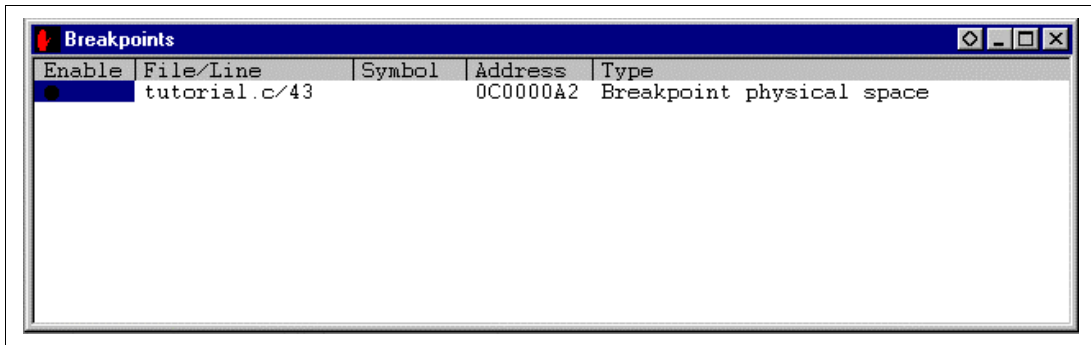 Breakpoints
Enable File/Line Symbol Address Type
tutorial.c/43 0C0000A2 Breakpoint physical space